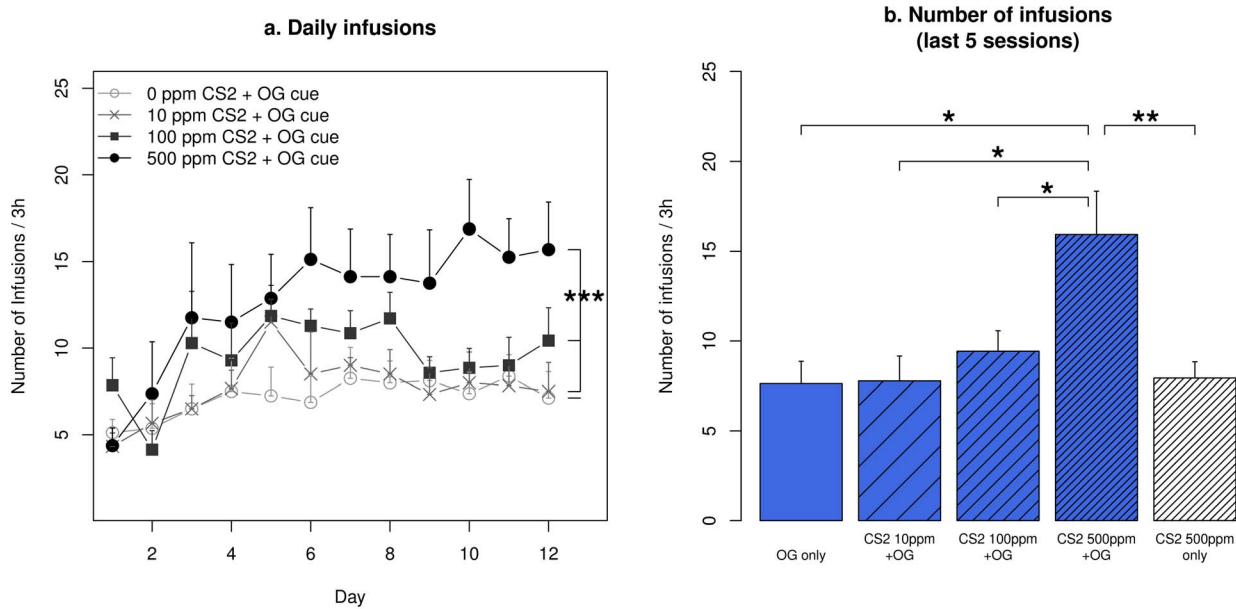 a. Daily infusions
25
20
15
10
5
Number of Infusions / 3h
0 ppm CS2 + OG cue
10 ppm CS2 + OG cue
100 ppm CS2 + OG cue
500 ppm CS2 + OG cue
***
2 4 6 8 10 12
Day
b. Number of infusions
(last 5 sessions)
25
20
15
10
5
0
Number of infusions / 3h
* **
*
*
OG only
CS2 10ppm
+OG
CS2 100ppm
+OG
CS2 500ppm
+OG
CS2 500ppm
only